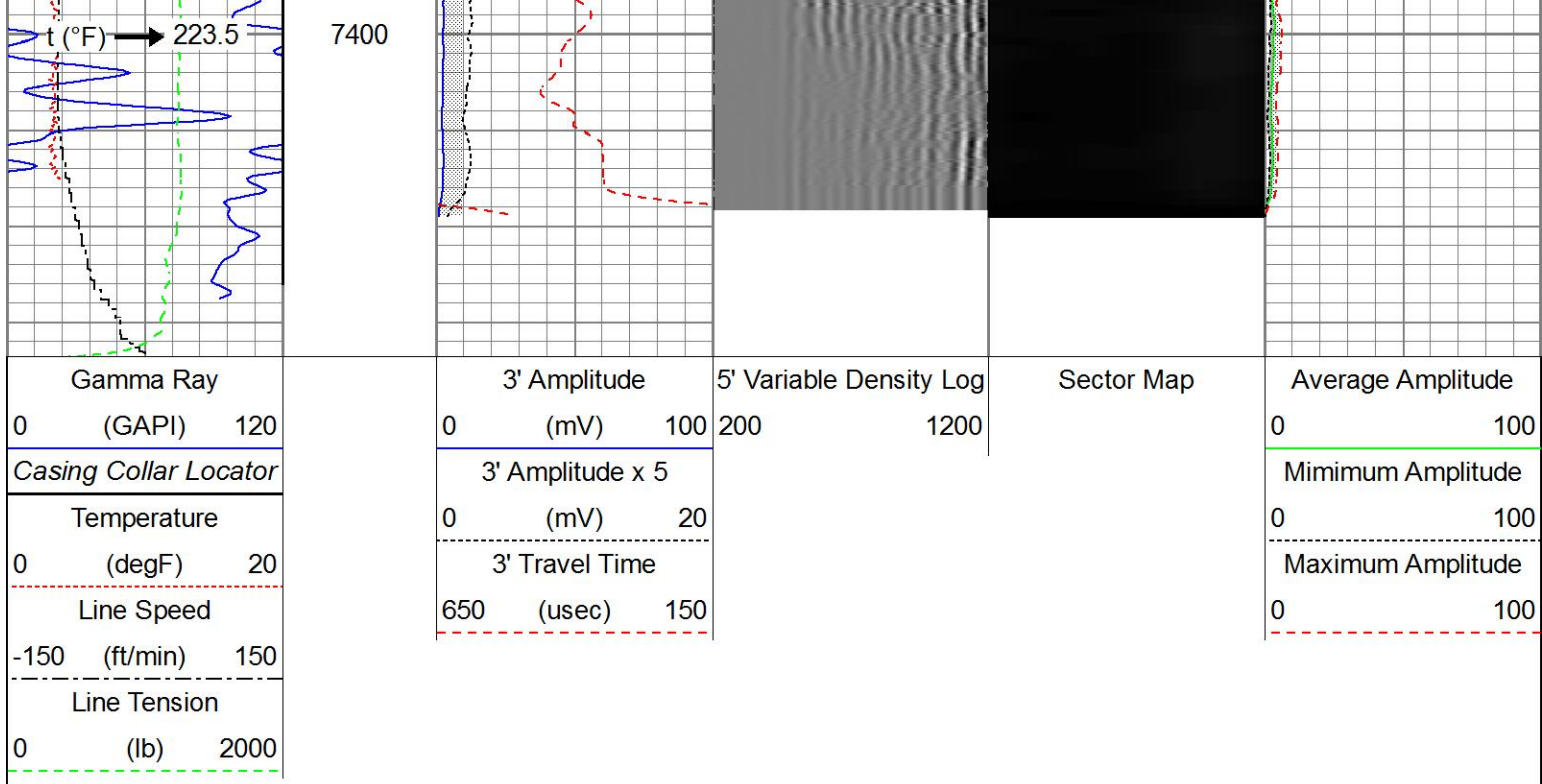 t (°F) 223.5
7400
Gamma Ray
0 (GAPI) 120
Casing Collar Locator
Temperature
0 (degF) 20
Line Speed
-150 (ft/min) 150
Line Tension
0 (lb) 2000
3' Amplitude
0 (mV) 100
3' Amplitude x 5
0 (mV) 20
3' Travel Time
650 (usec) 150
5' Variable Density Log
200 1200
Sector Map
Average Amplitude
0 100
Mimimum Amplitude
0 100
Maximum Amplitude
0 100